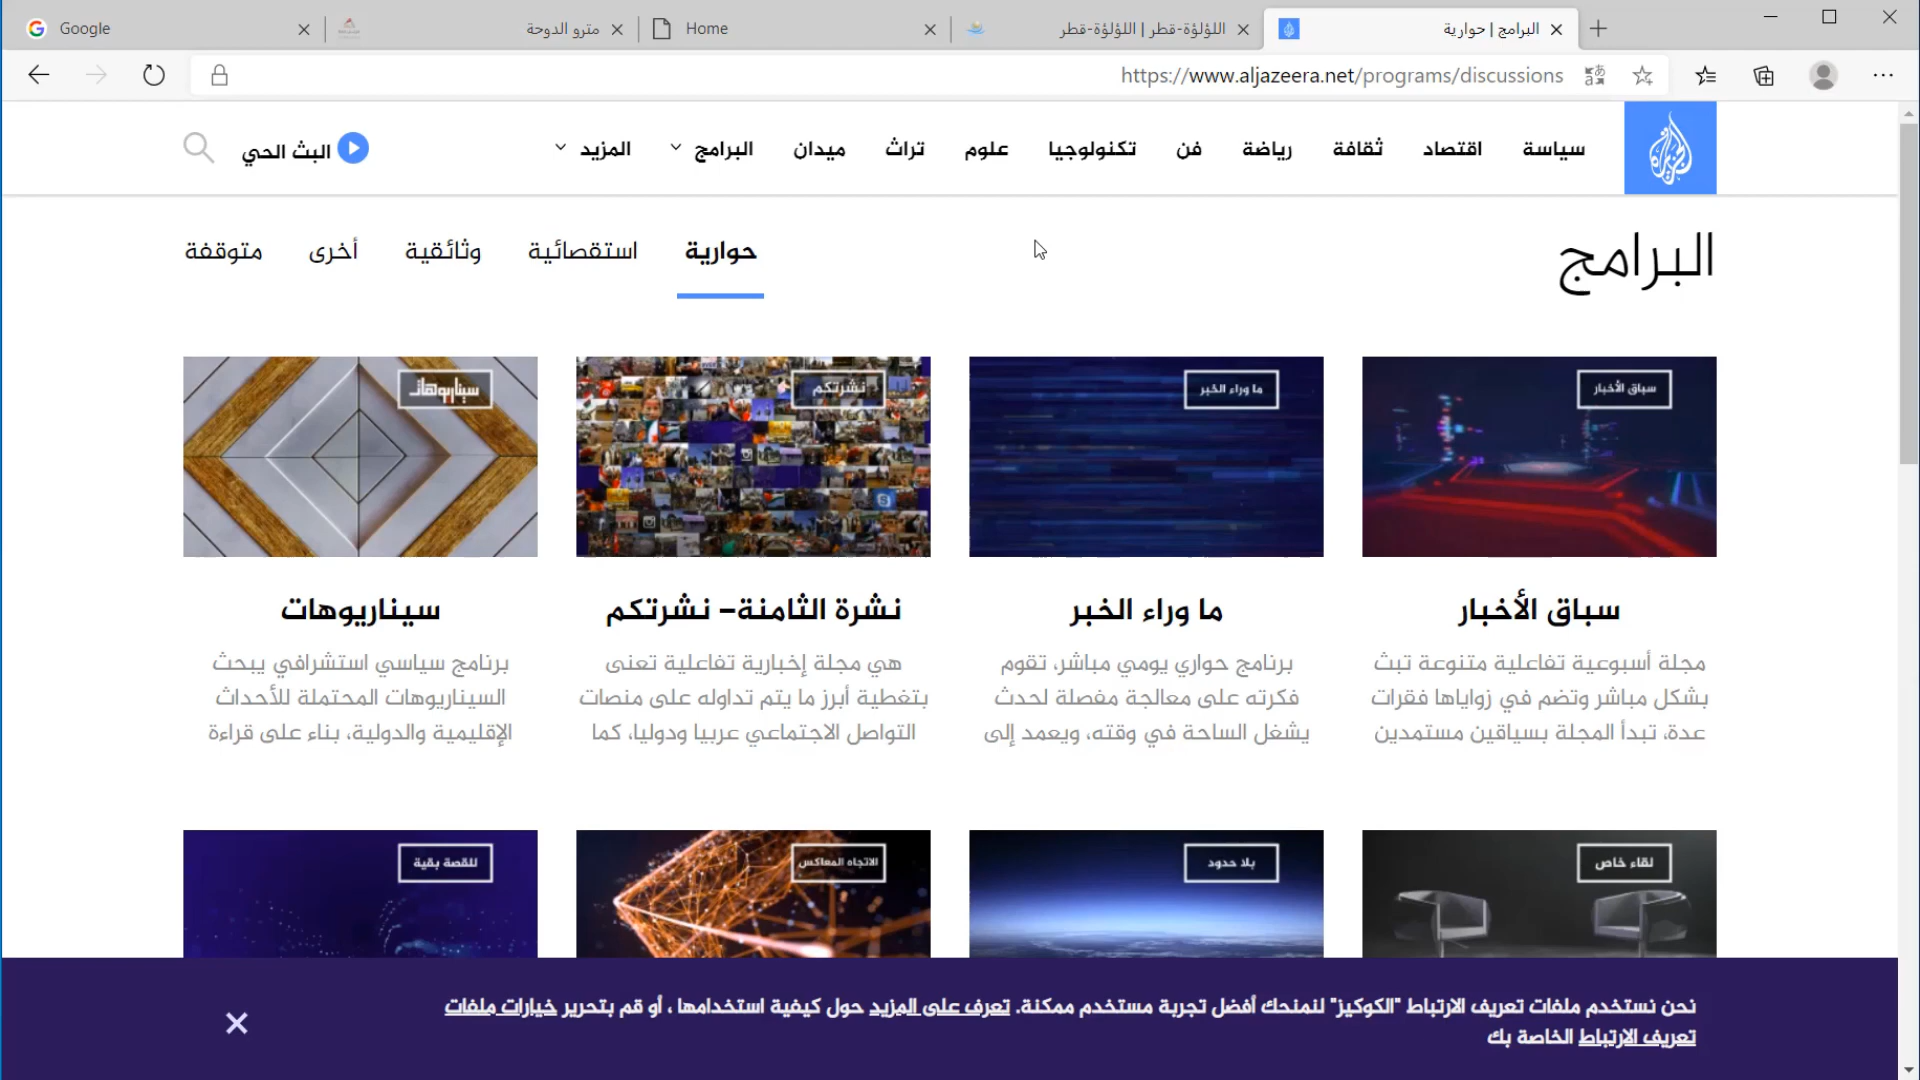 Google
مترو الدوحة
Home
اللؤلؤة-قطر | اللؤلؤة-قطر
البرامج | حوارية
https://www.aljazeera.net/programs/discussions
سياسة
اقتصاد
ثقافة
رياضة
فن
تكنولوجيا
علوم
تراث
ميدان
البرامج
المزيد
البث الحي
الجزيرة
البرامج
حوارية
استقصائية
وثائقية
أخرى
متوقفة
سباق الأخبار
ما وراء الخبر
نشرتكم
سيناريوهات
سباق الأخبار
مجلة أسبوعية تفاعلية متنوعة تبث
بشكل مباشر وتضم في زواياها فقرات
عدة، تبدأ المجلة بسباقين مستمدين
ما وراء الخبر
برنامج حواري يومي مباشر، تقوم
فكرته على معالجة مفصلة لحدث
يشغل الساحة في وقته، ويعمد إلى
نشرة الثامنة– نشرتكم
هي مجلة إخبارية تفاعلية تعنى
بتغطية أبرز ما يتم تداوله على منصات
التواصل الاجتماعي عربيا ودوليا، كما
سيناريوهات
برنامج سياسي استشرافي يبحث
السيناريوهات المحتملة للأحداث
الإقليمية والدولية، بناء على قراءة
لقاء خاص
بلا حدود
الاتجاه المعاكس
للقصة بقية
نحن نستخدم ملفات تعريف الارتباط "الكوكيز" لنمنحك أفضل تجربة مستخدم ممكنة. تعرف على المزيد حول كيفية استخدامها ، أو قم بتحرير خيارات ملفات
تعريف الارتباط الخاصة بك